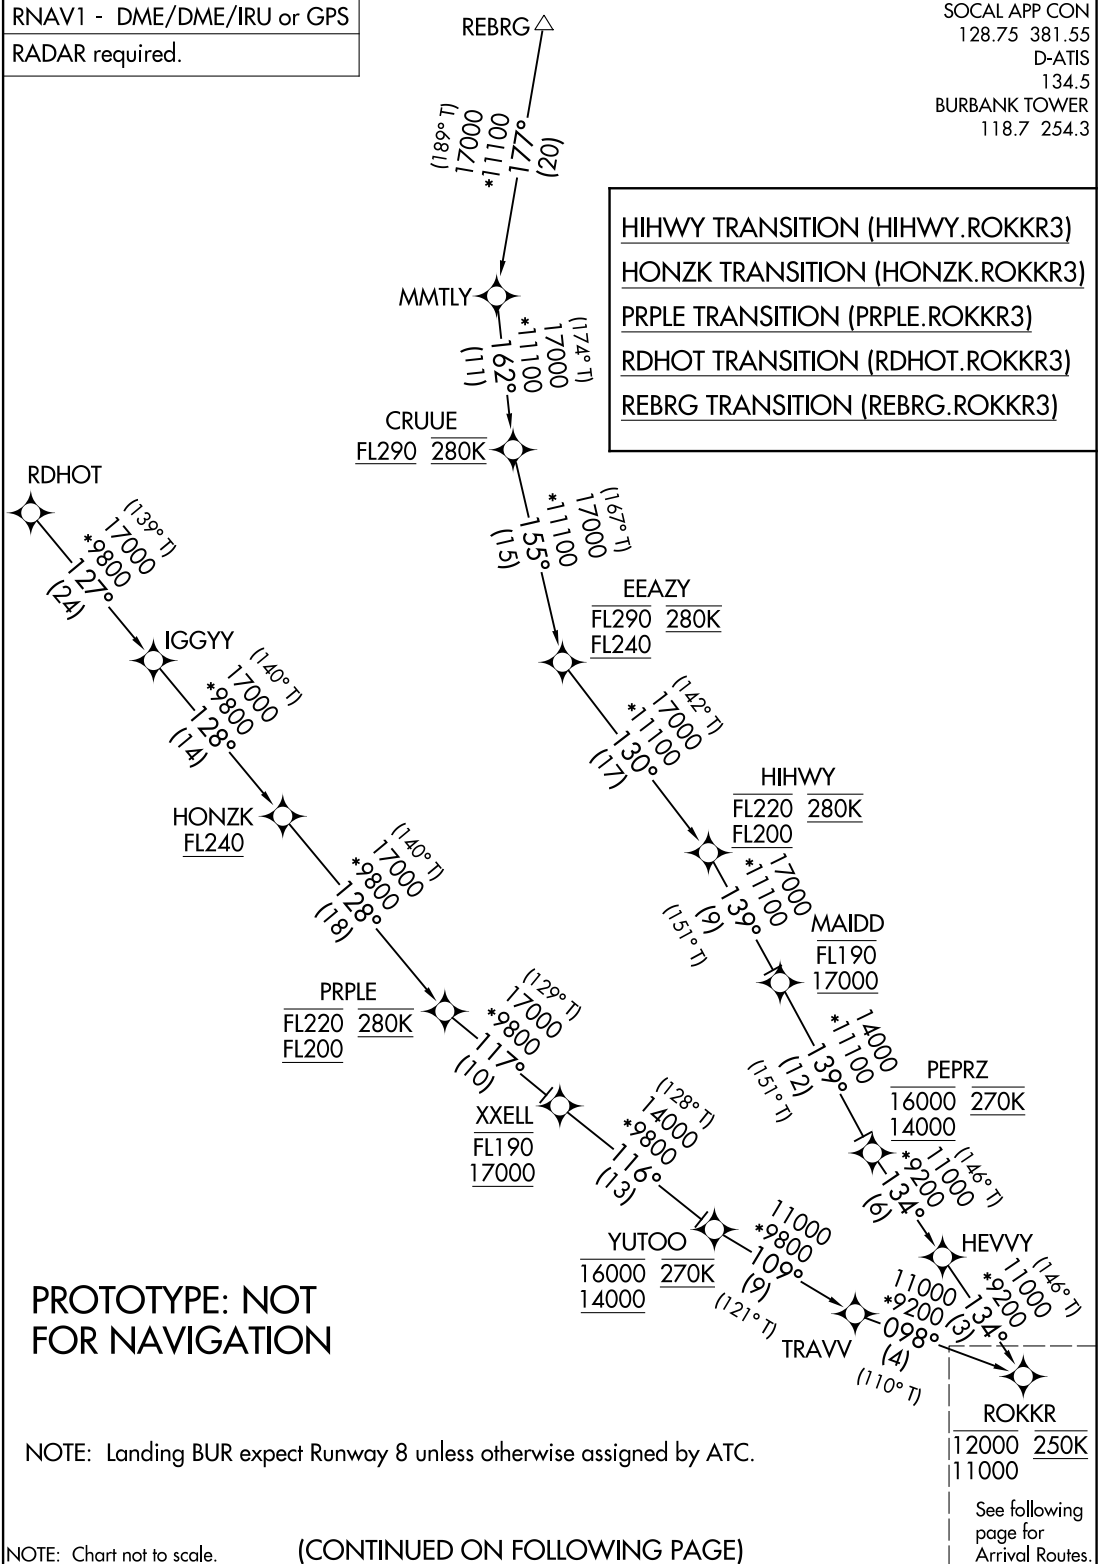 RNAV1 - DME/DME/IRU or GPS
RADAR required.
SOCAL APP CON
128.75 381.55
D-ATIS
134.5
BURBANK TOWER
118.7 254.3
REBRG
(189° T)
17000
*11100
177°
(20)
HIHWY TRANSITION (HIHWY.ROKKR3)
HONZK TRANSITION (HONZK.ROKKR3)
PRPLE TRANSITION (PRPLE.ROKKR3)
RDHOT TRANSITION (RDHOT.ROKKR3)
REBRG TRANSITION (REBRG.ROKKR3)
MMTLY
(174° T)
17000
*11100
162°
(11)
CRUUE
FL290 280K
(167° T)
17000
*11100
155°
(15)
RDHOT
(139° T)
17000
*9800
127°
(24)
EEAZY
FL290 280K
FL240
IGGYY
(140° T)
17000
*9800
128°
(14)
(142° T)
17000
*11100
130°
(17)
HIHWY
FL220 280K
FL200
HONZK
FL240
(140° T)
17000
*9800
128°
(18)
17000
*11100
139°
(9)
(151° T)
MAIDD
FL190
17000
PRPLE
FL220 280K
FL200
(129° T)
17000
*9800
117°
(10)
14000
*11100
139°
(12)
(151° T)
PEPRZ
16000 270K
14000
XXELL
FL190
17000
(128° T)
14000
*9800
116°
(13)
(146° T)
11000
*9200
134°
(6)
YUTOO
16000 270K
14000
11000
*9800
109°
(9)
(121° T)
HEVVY
(146° T)
11000
*9200
134°
(3)
TRAVV
11000
*9200
098°
(4)
(110° T)
ROKKR
12000 250K
11000
PROTOTYPE: NOT
FOR NAVIGATION
NOTE: Landing BUR expect Runway 8 unless otherwise assigned by ATC.
See following
page for
Arrival Routes.
NOTE: Chart not to scale.
(CONTINUED ON FOLLOWING PAGE)